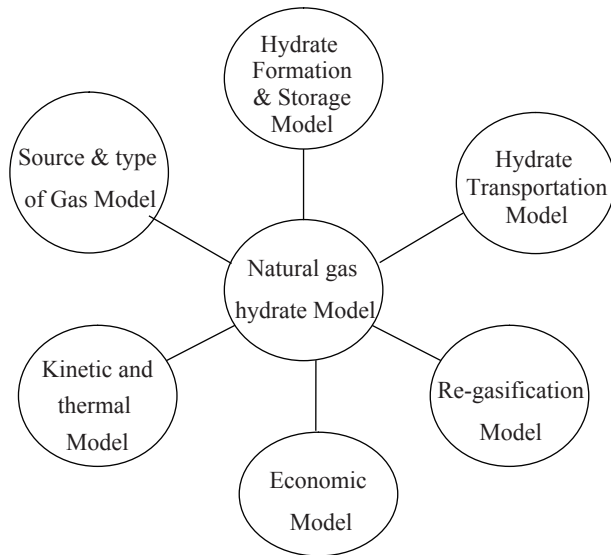 Hydrate
Formation
& Storage
Model
Source & type
of Gas Model
Hydrate
Transportation
Model
Natural gas
hydrate Model
Kinetic and
thermal
Model
Re-gasification
Model
Economic
Model